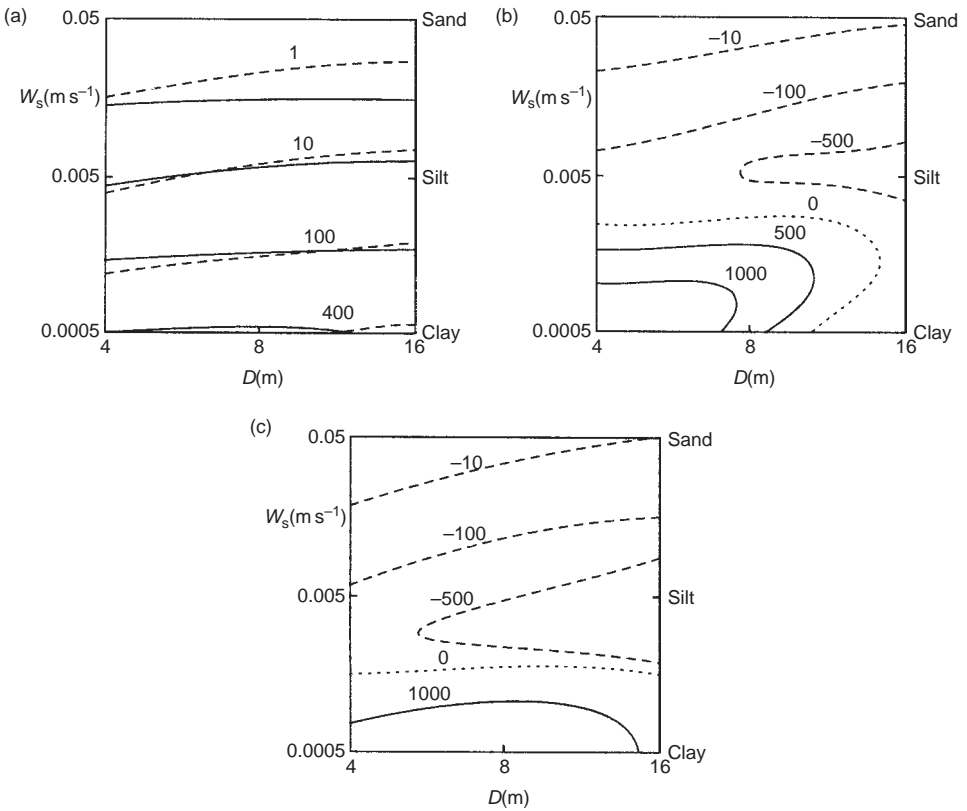 (a)
0.05
Sand
1
Wₛ(m s⁻¹)
10
0.005
Silt
100
400
0.0005
Clay
4
8
16
D(m)
(b)
0.05
Sand
–10
Wₛ(m s⁻¹)
–100
–500
0.005
Silt
0
500
1000
0.0005
Clay
4
8
16
D(m)
(c)
0.05
Sand
–10
Wₛ(m s⁻¹)
–100
0.005
Silt
–500
0
1000
0.0005
Clay
4
8
16
D(m)